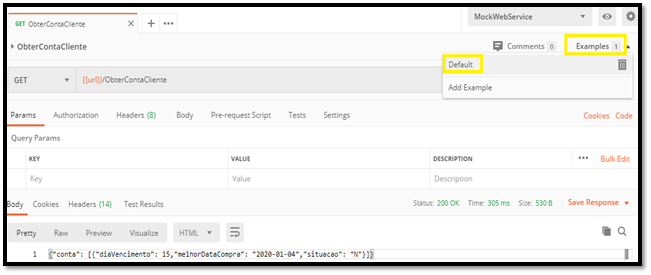 GET ObterContaCliente
MockWebService
ObterContaCliente
Comments 0
Examples 1
Default
Add Example
GET
{{url}}/ObterContaCliente
Params Authorization Headers (8) Body Pre-request Script Tests Settings Cookies Code
Query Params
KEY VALUE DESCRIPTION ••• Bulk Edit
Key Value Description
Body Cookies Headers (14) Test Results Status: 200 OK Time: 305 ms Size: 530 B Save Response
Pretty Raw Preview Visualize HTML
1 {"conta": [{"diaVencimento": 15,"melhorDataCompra": "2020-01-04","situacao": "N"}]}